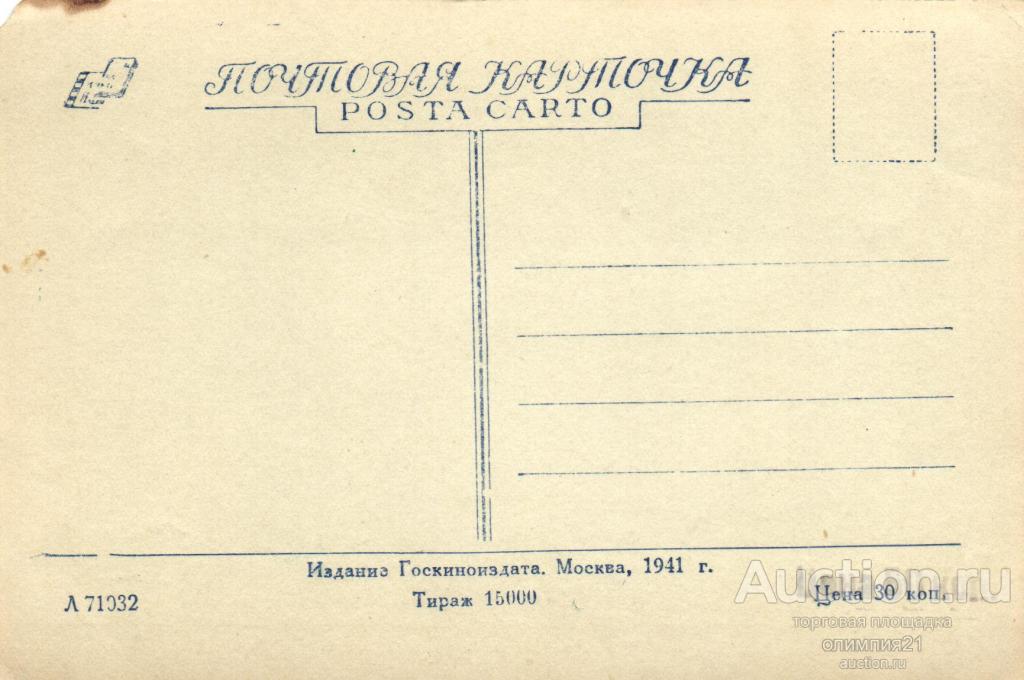 ПОЧТОВАЯ КАРТОЧКА
POSTA CARTO
Издание Госкиноиздата. Москва, 1941 г.
Л 71032
Тираж 15000
Цена 30 коп.
Auction.ru
торговая площадка
олимпия21
auction.ru